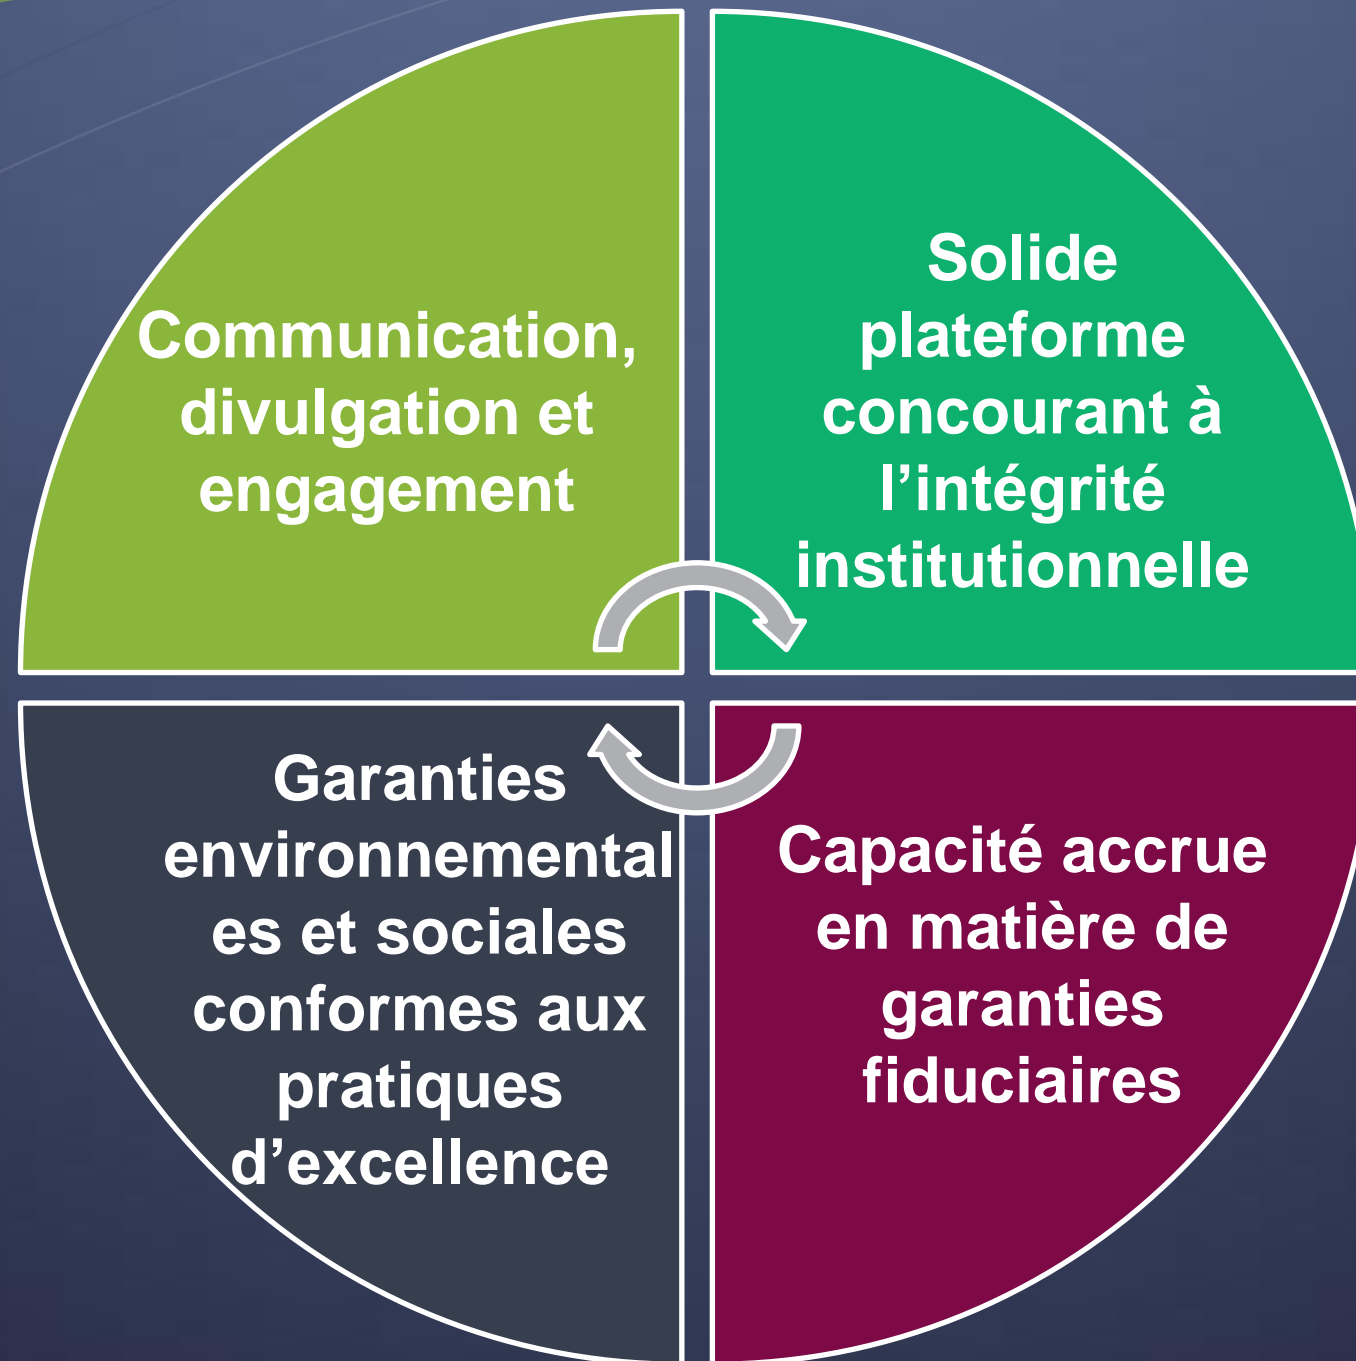 Communication,
divulgation et
engagement
Solide
plateforme
concourant à
l’intégrité
institutionnelle
Garanties
environnemental
es et sociales
conformes aux
pratiques
d’excellence
Capacité accrue
en matière de
garanties
fiduciaires